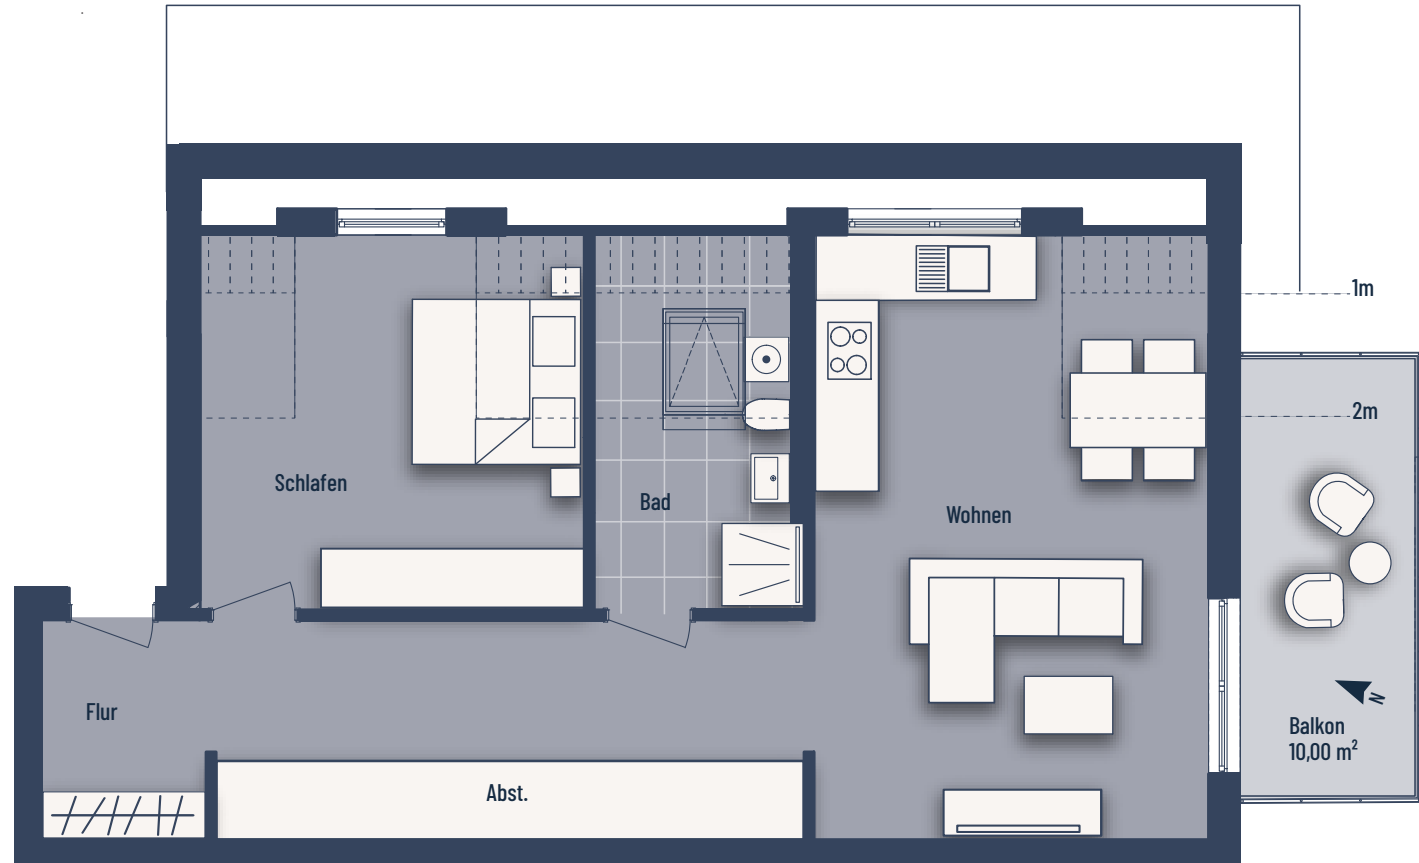 1m
2m
Schlafen
Bad
Wohnen
Flur
N
Balkon
10,00 m²
Abst.